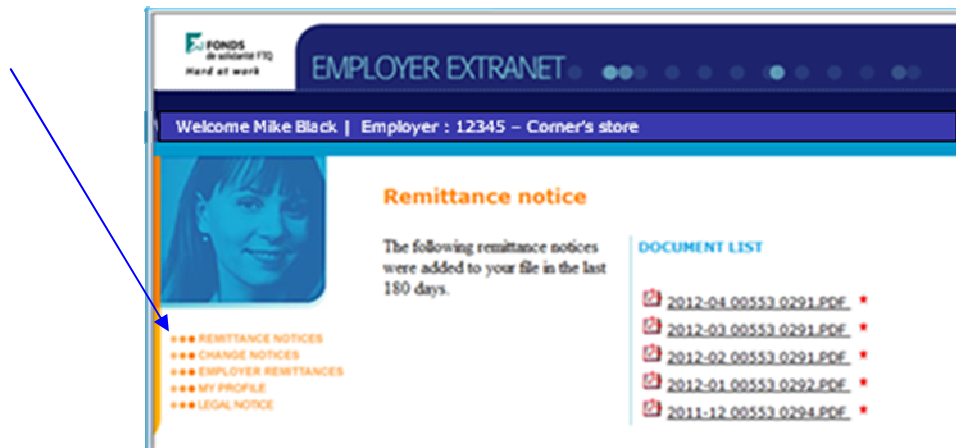 FONDS
de solidarité FTQ
Hard at work
EMPLOYER EXTRANET
Welcome Mike Black | Employer : 12345 – Corner's store
Remittance notice
The following remittance notices
were added to your file in the last
180 days.
DOCUMENT LIST
2012-04 00553 0291.PDF *
2012-03 00553 0291.PDF *
2012-02 00553 0291.PDF *
2012-01 00553 0292.PDF *
2011-12 00553 0294.PDF *
REMITTANCE NOTICES
CHANGE NOTICES
EMPLOYER REMITTANCES
MY PROFILE
LEGAL NOTICE